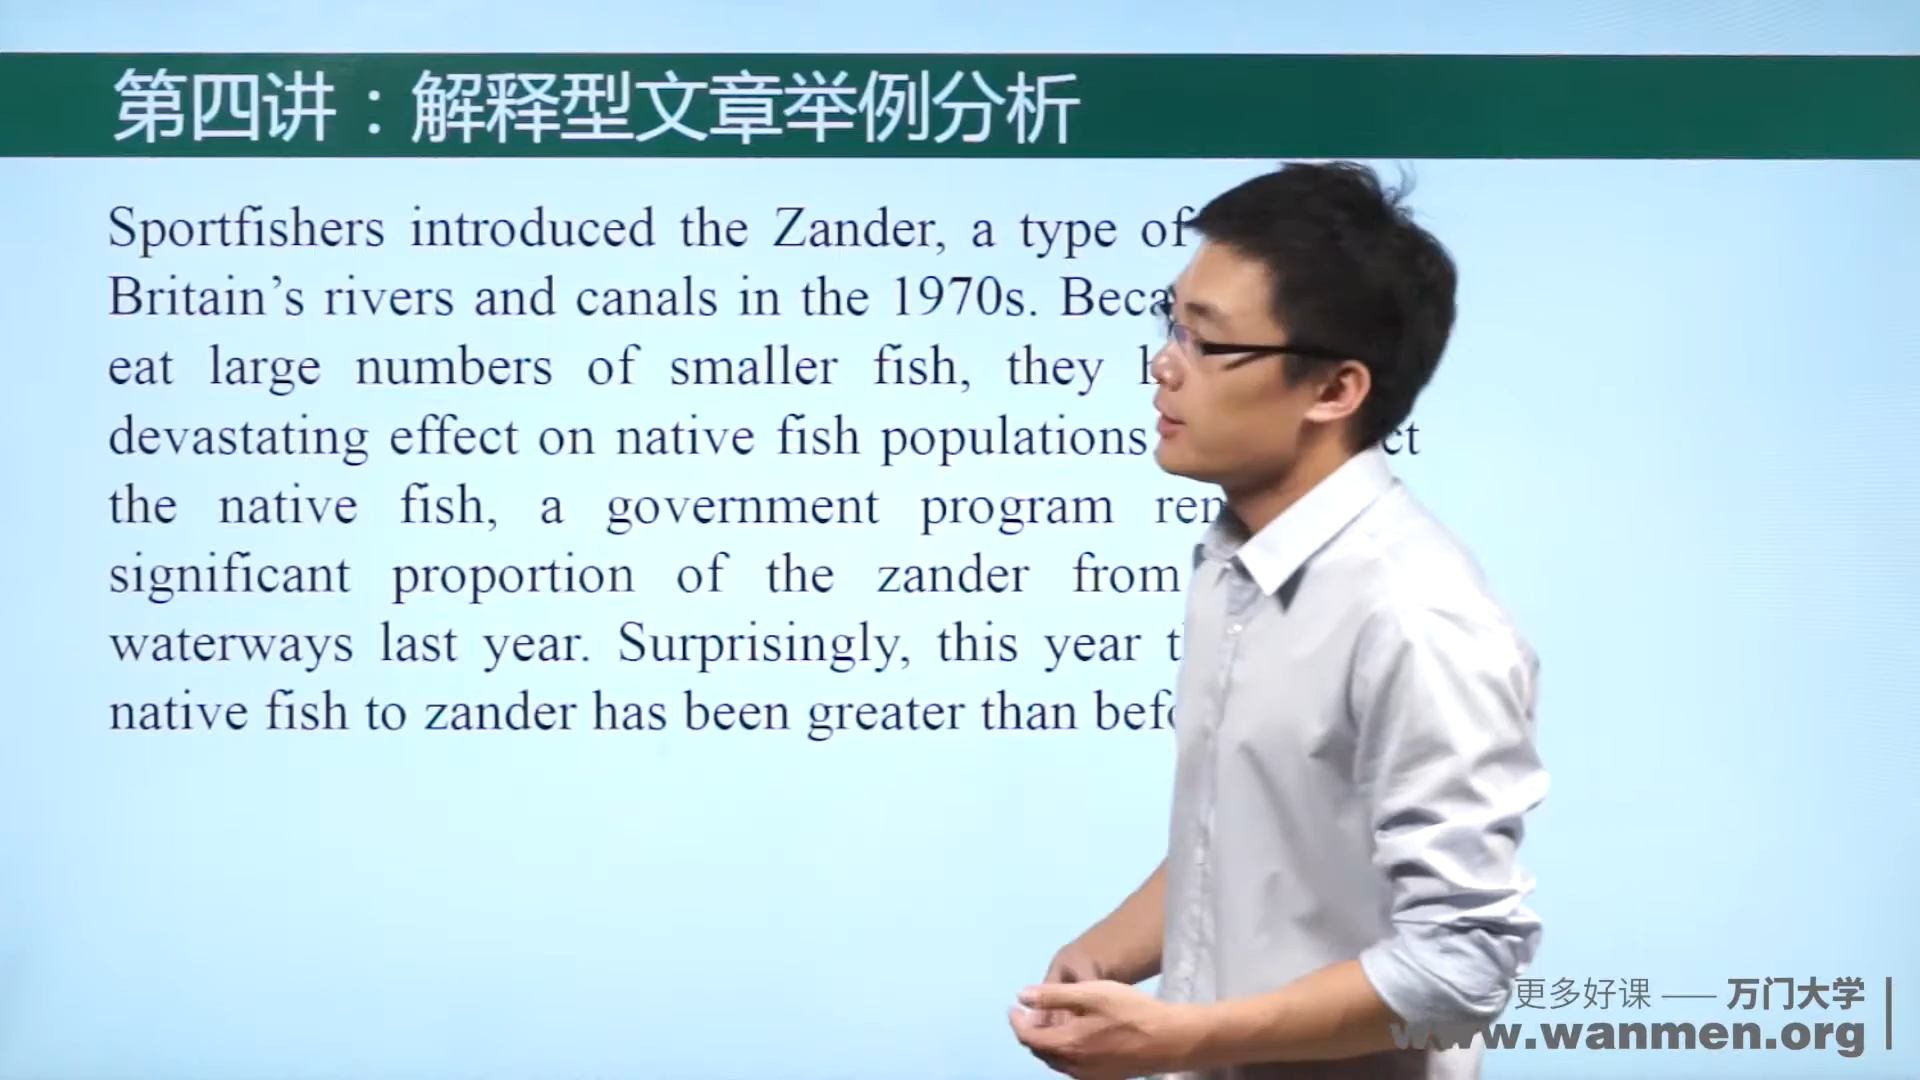 第四讲：解释型文章举例分析
Sportfishers introduced the Zander, a type of
Britain's rivers and canals in the 1970s.
eat large numbers of smaller fish, they
devastating effect on native fish populations
the native fish, a government program
significant proportion of the zander from
waterways last year. Surprisingly, this year
native fish to zander has been greater than
更多好课 —— 万门大学
www.wanmen.org